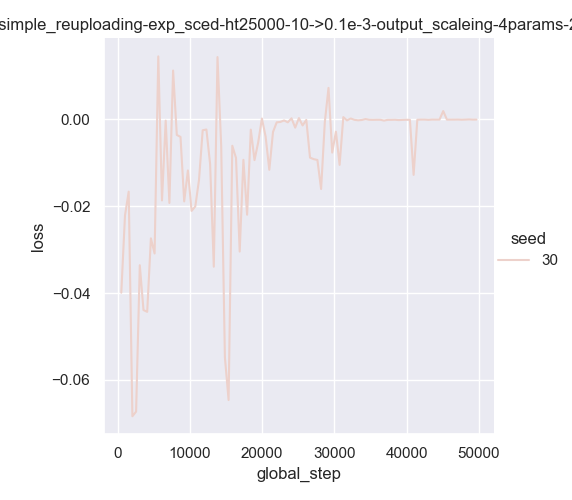 simple_reuploading-exp_sced-ht25000-10->0.1e-3-output_scaleing-4params-2
0.00
−0.02
−0.04
−0.06
loss
0 10000 20000 30000 40000 50000
global_step
seed
30